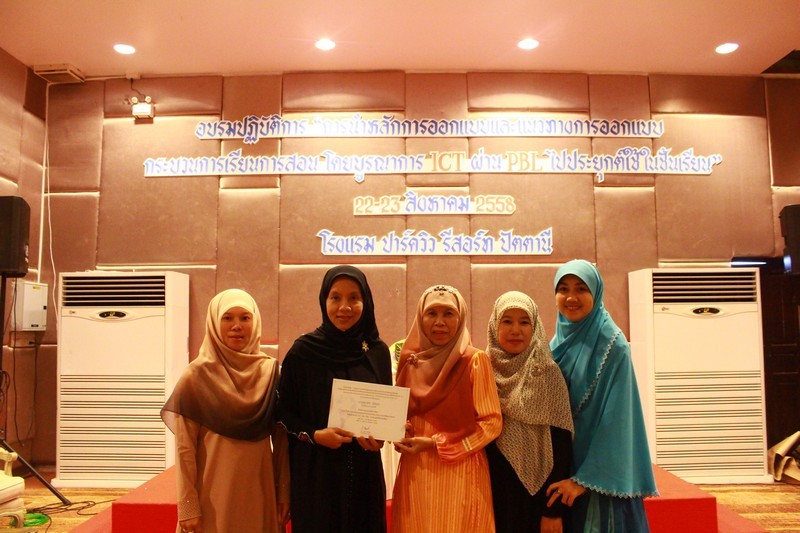 อบรมปฏิบัติการ "การนำหลักการออกแบบและแนวทางการออกแบบ
กระบวนการเรียนการสอน โดยบูรณาการ ICT ผ่าน PBL "ไปประยุกต์ใช้ ในชั้นเรียน"
22-23 สิงหาคม 2558
โรงแรม ปาร์ควิว รีสอร์ท ปัตตานี